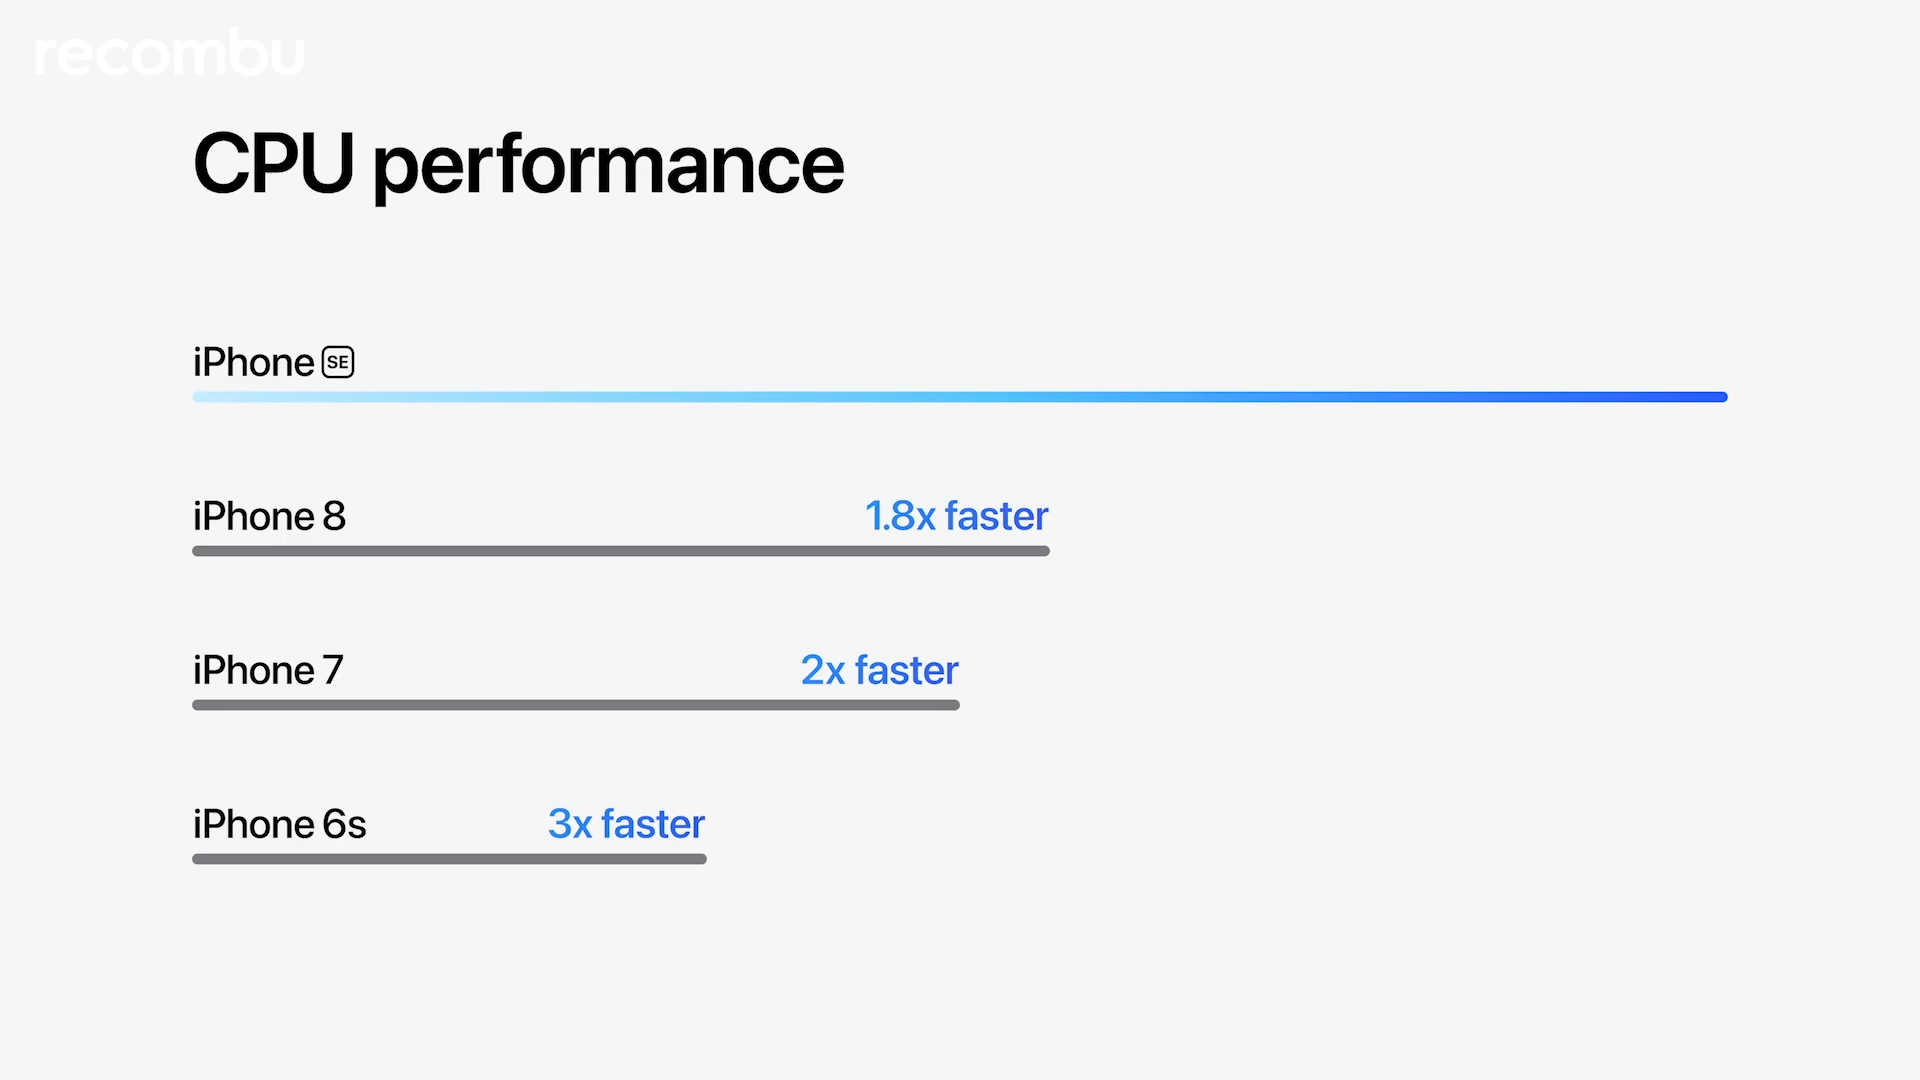 recombu
CPU performance
iPhone SE
iPhone 8 1.8x faster
iPhone 7 2x faster
iPhone 6s 3x faster